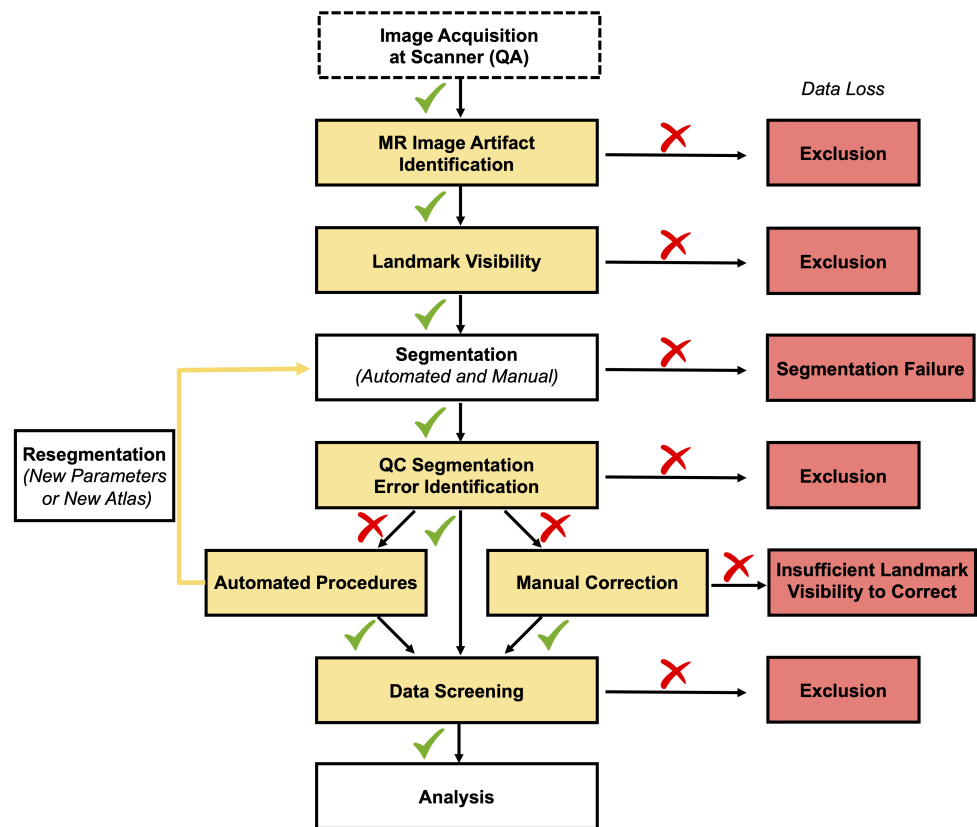 Image Acquisition
at Scanner (QA)
Data Loss
MR Image Artifact
Identification
Exclusion
Landmark Visibility
Exclusion
Segmentation
(Automated and Manual)
Segmentation Failure
Resegmentation
(New Parameters
or New Atlas)
QC Segmentation
Error Identification
Exclusion
Automated Procedures
Manual Correction
Insufficient Landmark
Visibility to Correct
Data Screening
Exclusion
Analysis